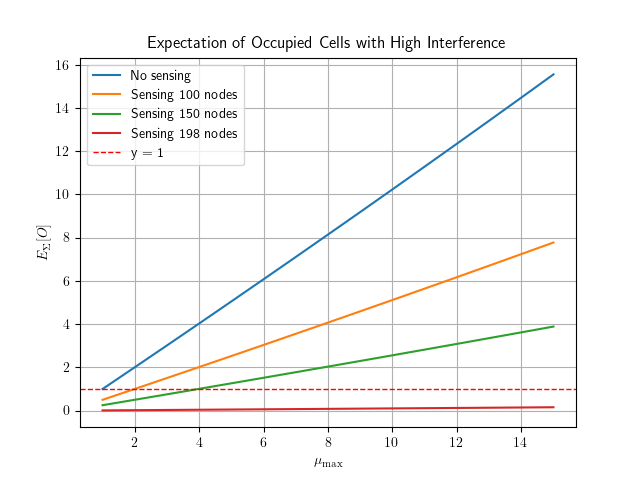 Expectation of Occupied Cells with High Interference
16
14
12
10
8
6
4
2
0
E_Σ[O]
No sensing
Sensing 100 nodes
Sensing 150 nodes
Sensing 198 nodes
y = 1
2 4 6 8 10 12 14
μ_max